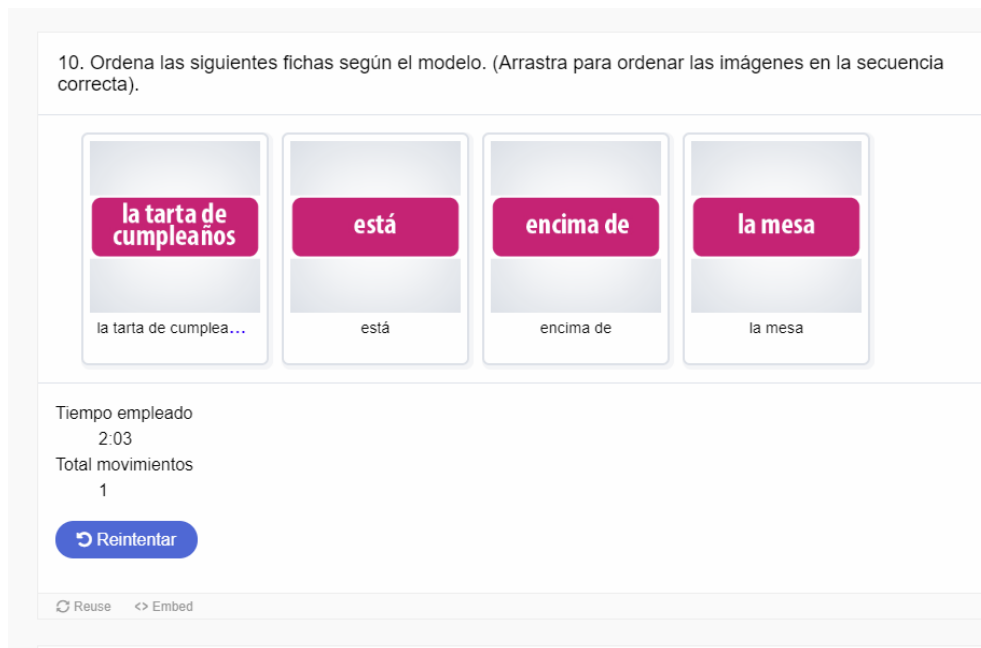 10. Ordena las siguientes fichas según el modelo. (Arrastra para ordenar las imágenes en la secuencia
correcta).
la tarta de
cumpleaños
está
encima de
la mesa
la tarta de cumplea...
está
encima de
la mesa
Tiempo empleado
2:03
Total movimientos
1
Reintentar
Reuse
<> Embed